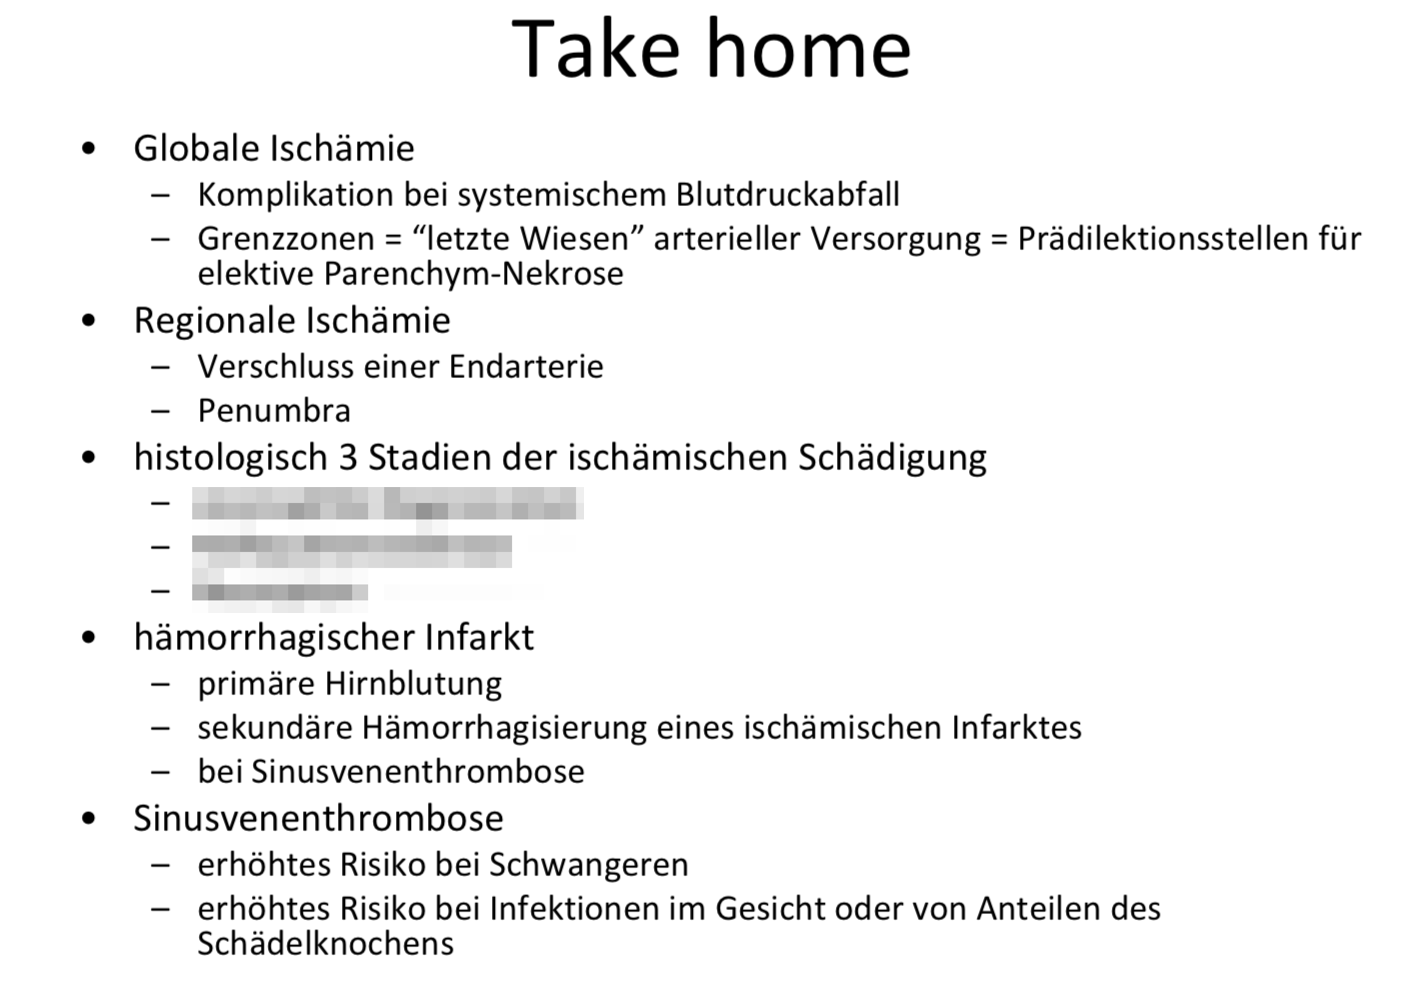 Take home
• Globale Ischämie
– Komplikation bei systemischem Blutdruckabfall
– Grenzzonen = “letzte Wiesen” arterieller Versorgung = Prädilektionsstellen für
elektive Parenchym-Nekrose
• Regionale Ischämie
– Verschluss einer Endarterie
– Penumbra
• histologisch 3 Stadien der ischämischen Schädigung
–
–
–
• hämorrhagischer Infarkt
– primäre Hirnblutung
– sekundäre Hämorrhagisierung eines ischämischen Infarktes
– bei Sinusvenenthrombose
• Sinusvenenthrombose
– erhöhtes Risiko bei Schwangeren
– erhöhtes Risiko bei Infektionen im Gesicht oder von Anteilen des
Schädelknochens